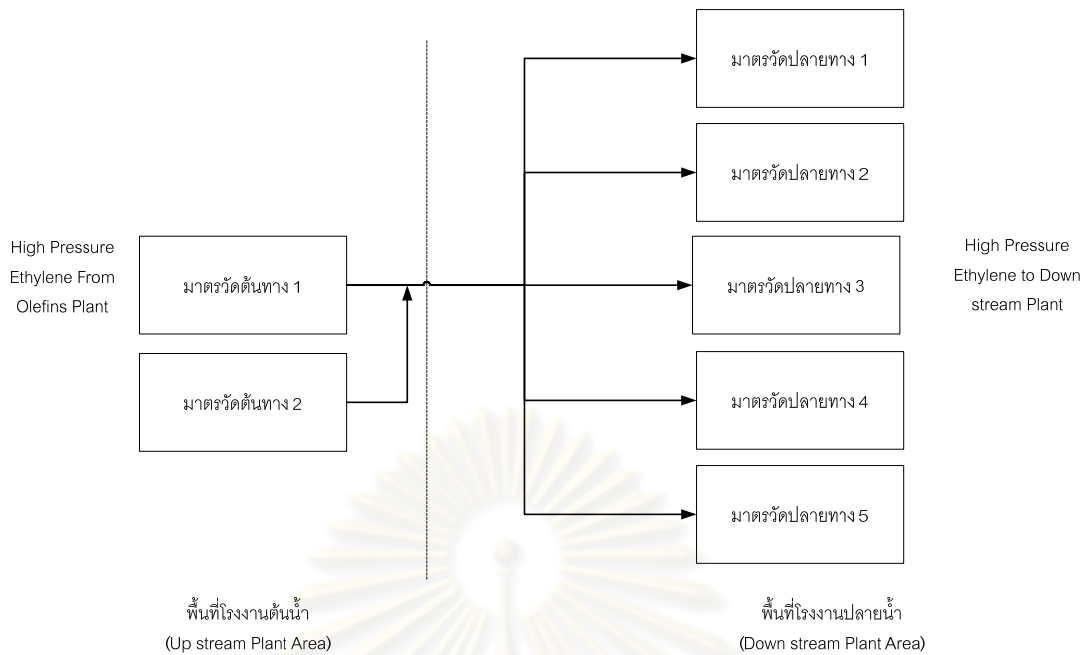 มาตรวัดปลายทาง 1
มาตรวัดปลายทาง 2
High Pressure
Ethylene From
Olefins Plant
มาตรวัดต้นทาง 1
มาตรวัดปลายทาง 3
High Pressure
Ethylene to Down
stream Plant
มาตรวัดต้นทาง 2
มาตรวัดปลายทาง 4
มาตรวัดปลายทาง 5
พื้นที่โรงงานต้นน้ำ
(Up stream Plant Area)
พื้นที่โรงงานปลายน้ำ
(Down stream Plant Area)